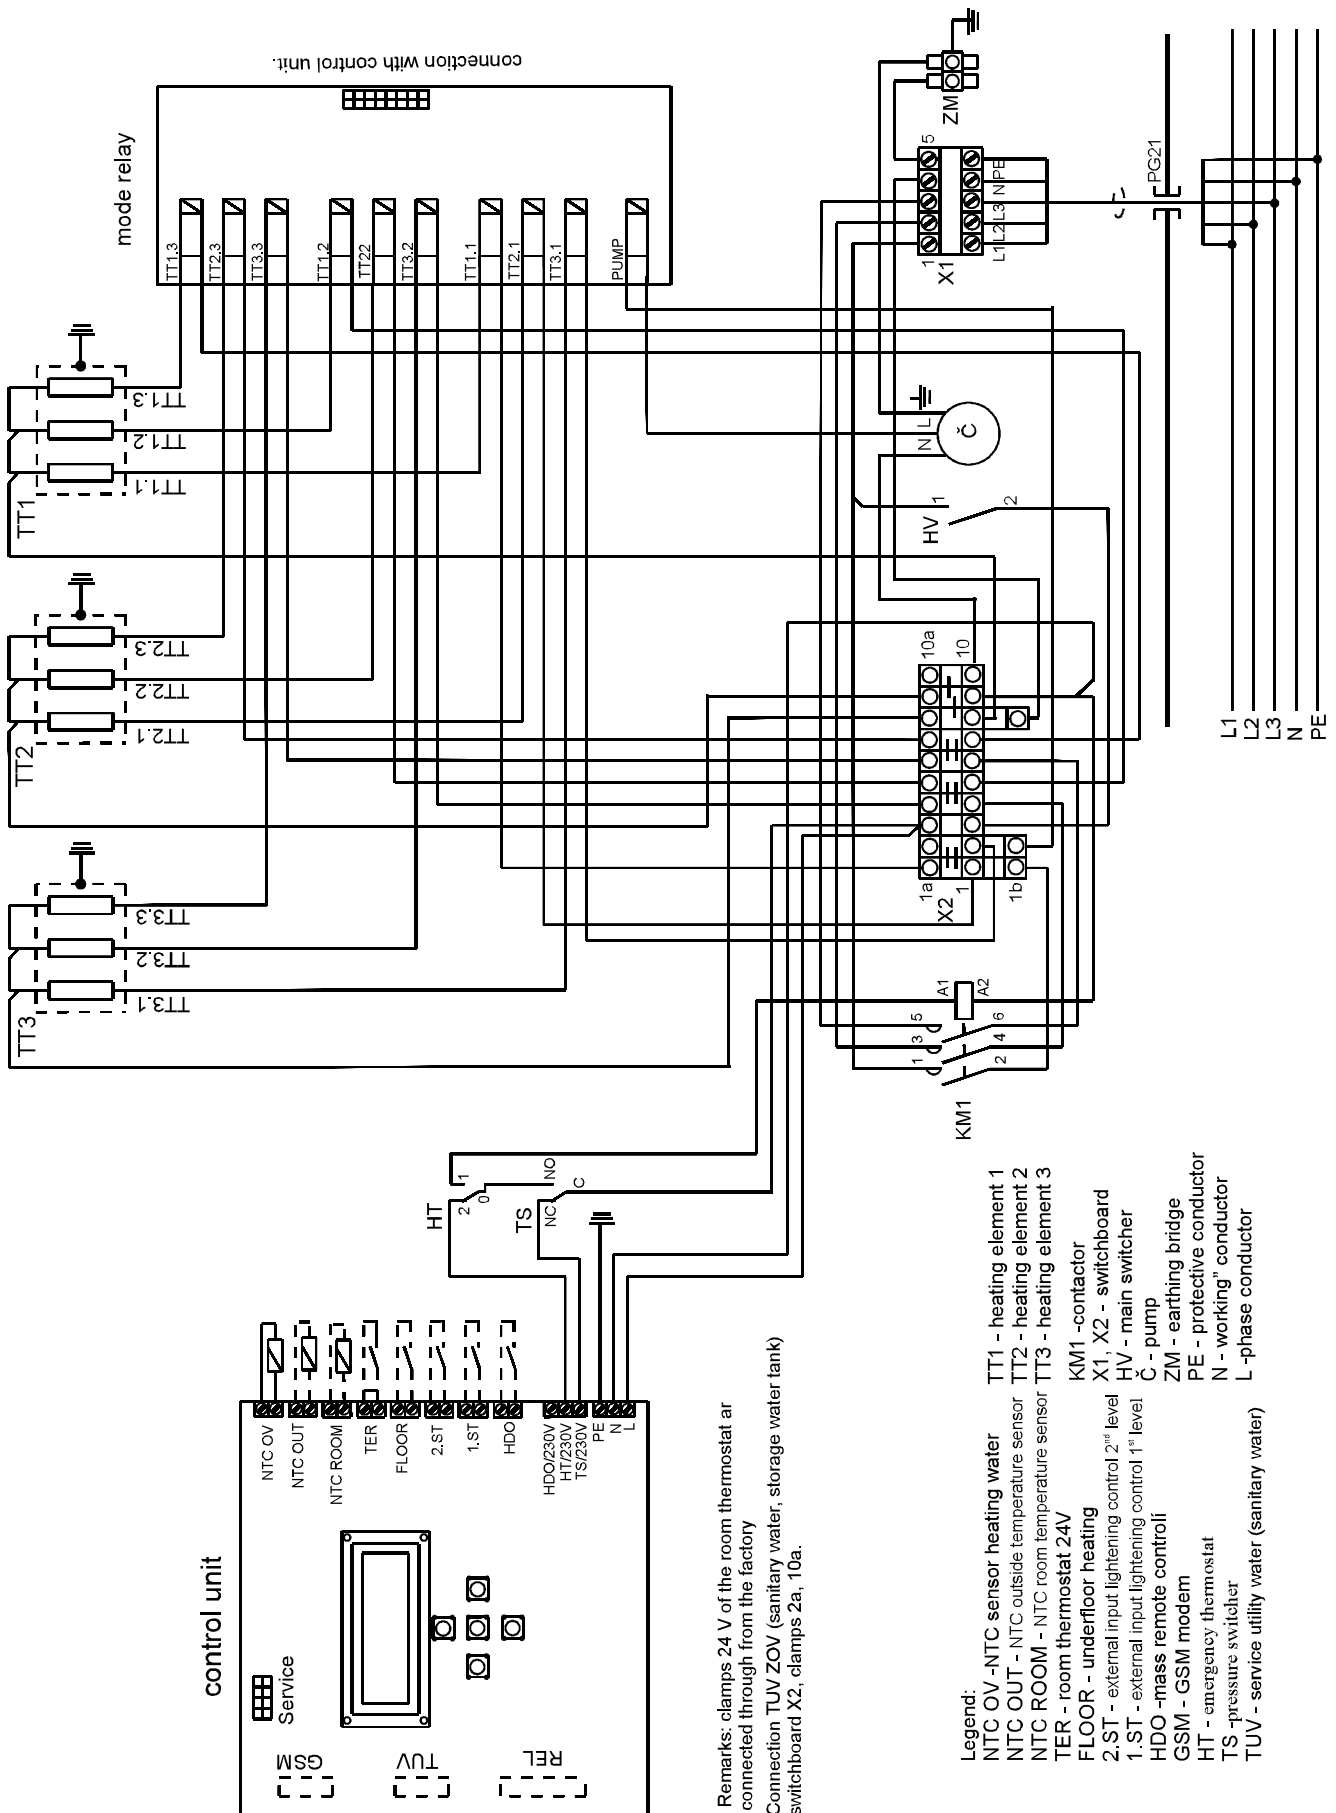 connection with control unit.
mode relay
TT1.3
TT2.3
TT3.3
TT1.2
TT22
TT3.2
TT1.1
TT2.1
TT3.1
PUMP
ZM
5
1
X1
L1 L2 L3 N PE
PG21
L1
L2
L3
N
PE
TT1
TT1.3
TT1.2
TT1.1
TT2
TT2.3
TT2.2
TT2.1
TT3
TT3.3
TT3.2
TT3.1
N L
Č
HV
1
2
10a
10
1a
1
1b
X2
A1
A2
5
3
1
6
4
2
KM1
HT
1
2
0
TS
NO
NC
C
control unit
NTC OV
NTC OUT
NTC ROOM
TER
FLOOR
2.ST
1.ST
HDO
HDO/230V
HT/230V
TS/230V
PE
N
L
Service
GSM
TUV
REL
Remarks: clamps 24 V of the room thermostat ar
connected through from the factory
Connection TUV ZOV (sanitary water, storage water tank)
switchboard X2, clamps 2a, 10a.
Legend:
NTC OV -NTC sensor heating water
NTC OUT - NTC outside temperature sensor
NTC ROOM - NTC room temperature sensor
TER - room thermostat 24V
FLOOR - underfloor heating
2.ST - external input lightening control 2nd level
1.ST - external input lightening control 1st level
HDO -mass remote controlí
GSM - GSM modem
HT - emergency thermostat
TS -pressure switcher
TUV - service utility water (sanitary water)
TT1 - heating element 1
TT2 - heating element 2
TT3 - heating element 3
KM1 -contactor
X1, X2 - switchboard
HV - main switcher
Č - pump
ZM - earthing bridge
PE - protective conductor
N - working" conductor
L -phase conductor